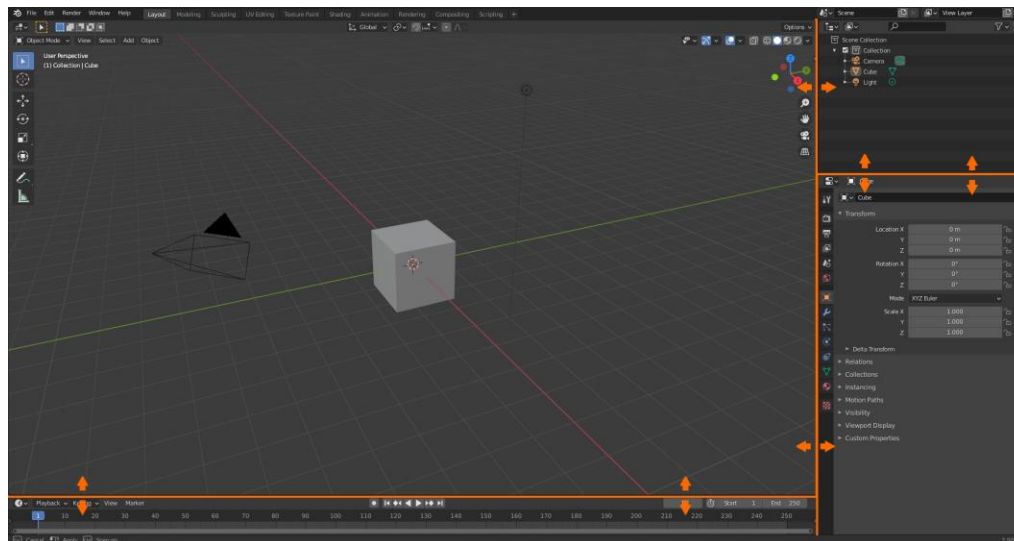 File Edit Render Window Help Layout Modeling Sculpting UV Editing Texture Paint Shading Animation Rendering Compositing Scripting + Scene View Layer
Global Options
Object Mode View Select Add Object
User Perspective
(1) Collection | Cube
Scene Collection
Collection
Camera
Cube
Light
Cube
Transform
Location X 0 m
Y 0 m
Z 0 m
Rotation X 0°
Y 0°
Z 0°
Mode XYZ Euler
Scale X 1.000
Y 1.000
Z 1.000
Delta Transform
Relations
Collections
Instancing
Motion Paths
Visibility
Viewport Display
Custom Properties
Playback View Marker Start 1 End 250
1 10 20 30 40 50 60 70 80 90 100 110 120 130 140 150 160 170 180 190 200 210 220 230 240 250